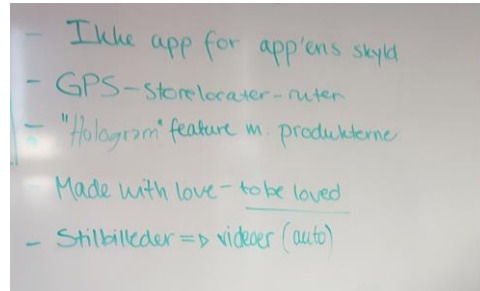 - Ikke app for app'ens skyld
- GPS-storelocater-ruten
- "Hologram" feature m. produkterne
- Made with love - to be loved
- Stilbilleder => videoer (auto)